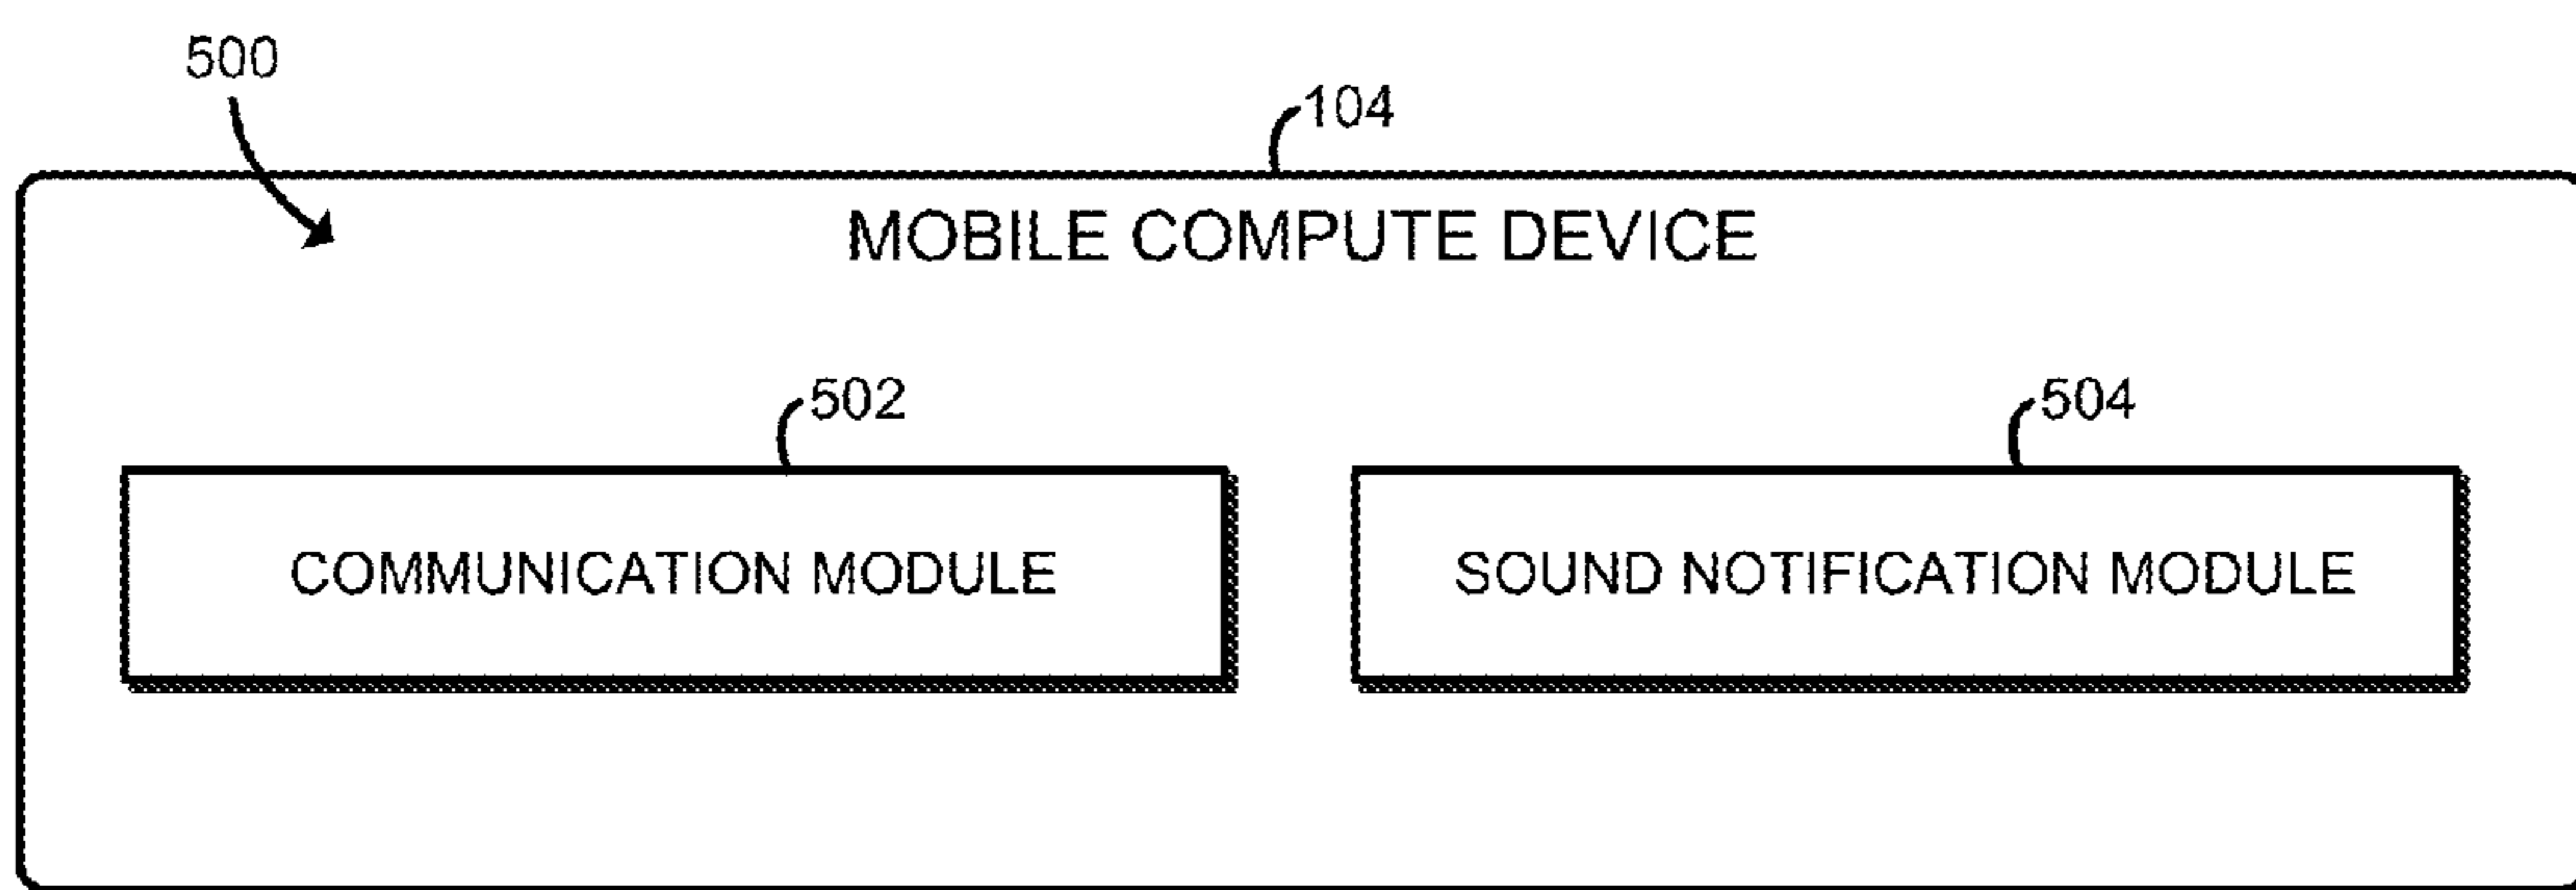 500
104
MOBILE COMPUTE DEVICE
502
504
COMMUNICATION MODULE
SOUND NOTIFICATION MODULE